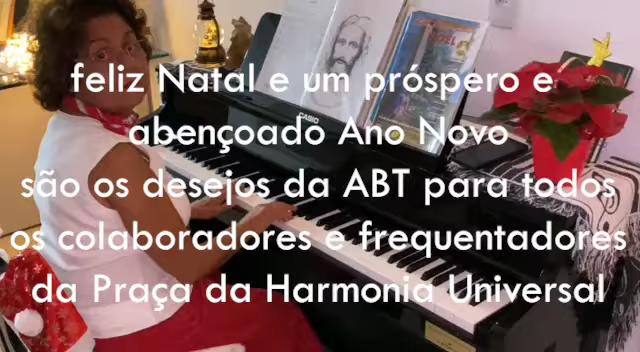 feliz Natal e um próspero e
abençoado Ano Novo
são os desejos da ABT para todos
os colaboradores e frequentadores
da Praça da Harmonia Universal
CASIO